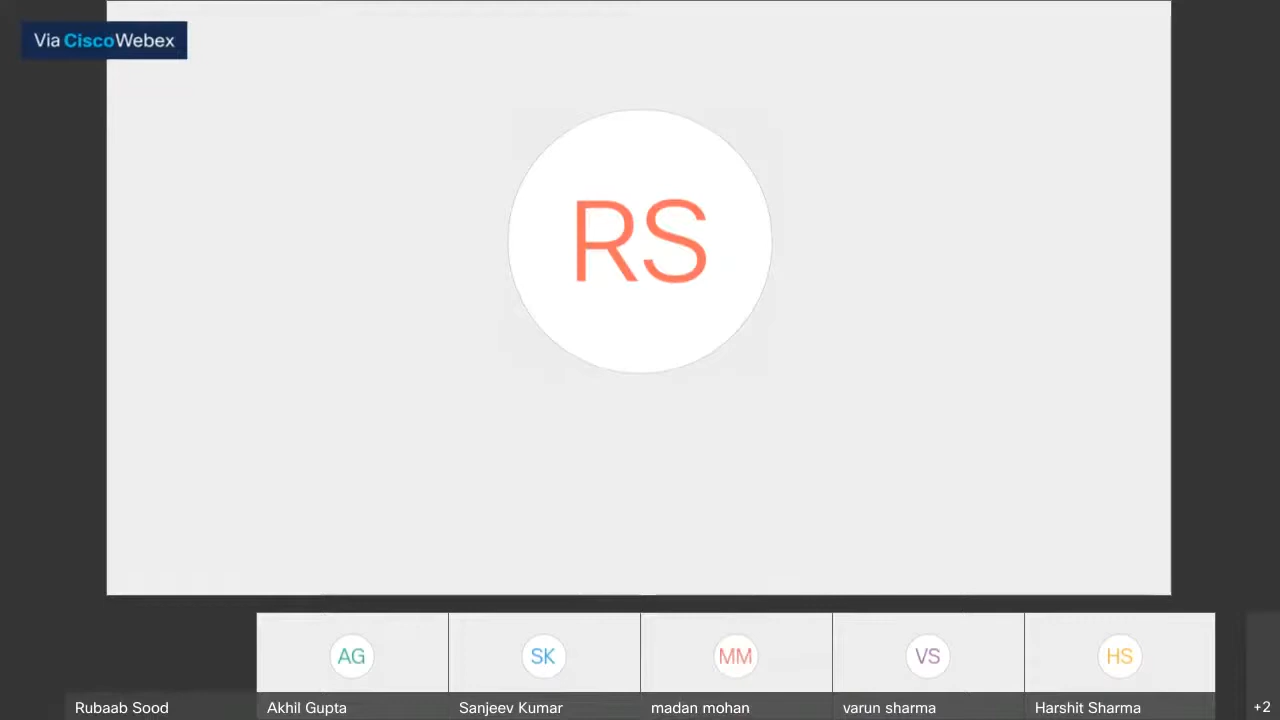 Via CiscoWebex
RS
AG
SK
MM
VS
HS
Rubaab Sood
Akhil Gupta
Sanjeev Kumar
madan mohan
varun sharma
Harshit Sharma
+2